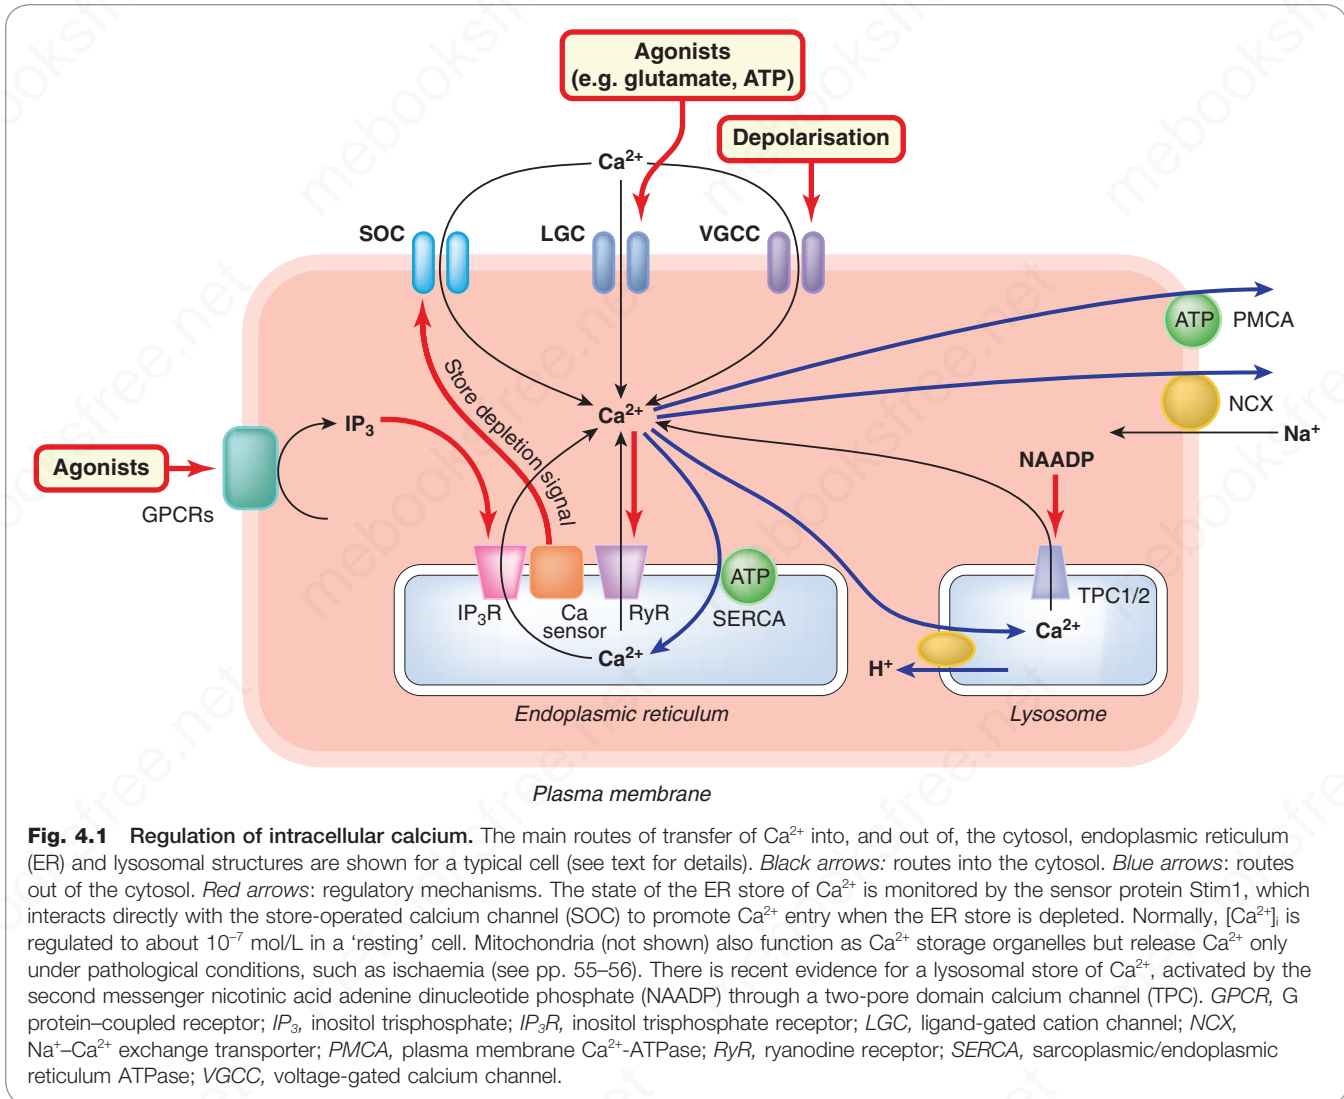 Agonists
(e.g. glutamate, ATP)
Depolarisation
Ca²⁺
SOC
LGC
VGCC
ATP
PMCA
NCX
Na⁺
Store depletion signal
Ca²⁺
IP₃
Agonists
GPCRs
NAADP
IP₃R
Ca
sensor
RyR
ATP
SERCA
Ca²⁺
TPC1/2
Ca²⁺
H⁺
Endoplasmic reticulum
Lysosome
Plasma membrane
Fig. 4.1 Regulation of intracellular calcium. The main routes of transfer of Ca²⁺ into, and out of, the cytosol, endoplasmic reticulum
(ER) and lysosomal structures are shown for a typical cell (see text for details). Black arrows: routes into the cytosol. Blue arrows: routes
out of the cytosol. Red arrows: regulatory mechanisms. The state of the ER store of Ca²⁺ is monitored by the sensor protein Stim1, which
interacts directly with the store-operated calcium channel (SOC) to promote Ca²⁺ entry when the ER store is depleted. Normally, [Ca²⁺]ᵢ is
regulated to about 10⁻⁷ mol/L in a ‘resting’ cell. Mitochondria (not shown) also function as Ca²⁺ storage organelles but release Ca²⁺ only
under pathological conditions, such as ischaemia (see pp. 55–56). There is recent evidence for a lysosomal store of Ca²⁺, activated by the
second messenger nicotinic acid adenine dinucleotide phosphate (NAADP) through a two-pore domain calcium channel (TPC). GPCR, G
protein–coupled receptor; IP₃, inositol trisphosphate; IP₃R, inositol trisphosphate receptor; LGC, ligand-gated cation channel; NCX,
Na⁺–Ca²⁺ exchange transporter; PMCA, plasma membrane Ca²⁺-ATPase; RyR, ryanodine receptor; SERCA, sarcoplasmic/endoplasmic
reticulum ATPase; VGCC, voltage-gated calcium channel.
mebooksfree.net